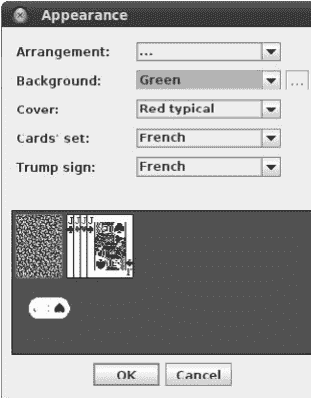 Appearance
Arrangement: ...
Background: Green ...
Cover: Red typical
Cards' set: French
Trump sign: French
J J J J
OK Cancel